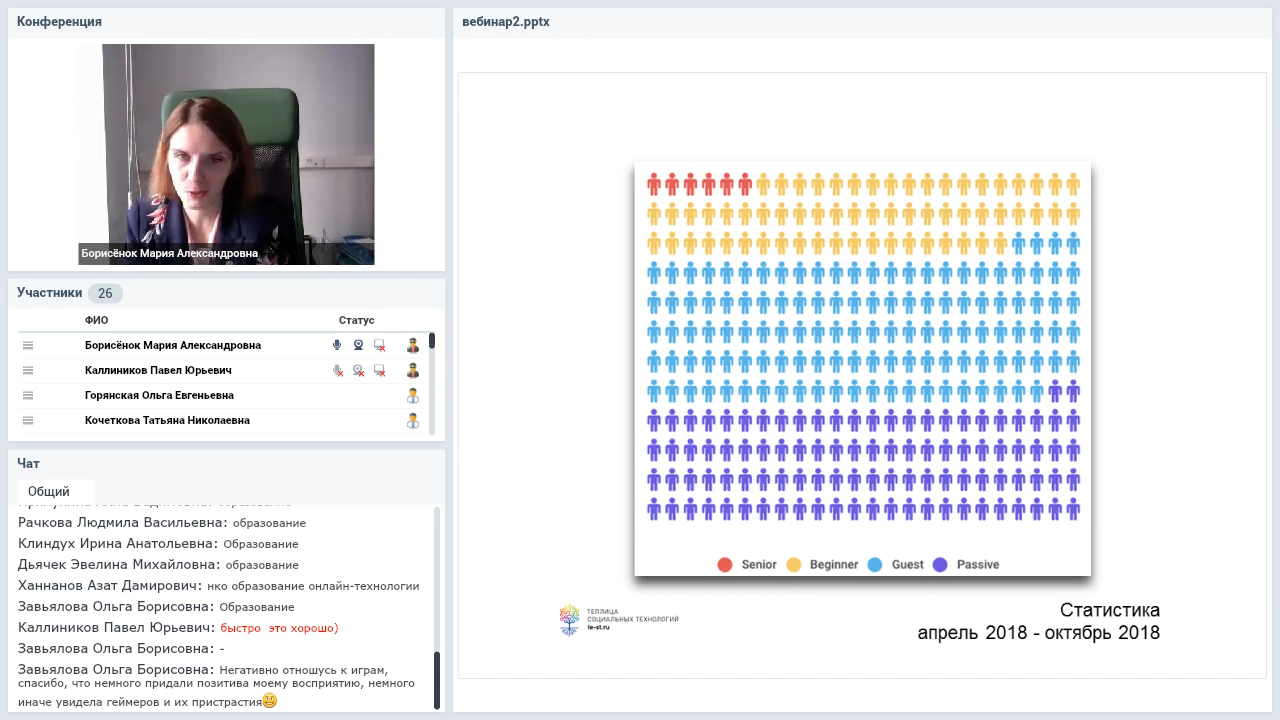 Конференция
Борисёнок Мария Александровна
Участники 26
ФИО Статус
Борисёнок Мария Александровна
Каллиников Павел Юрьевич
Горянская Ольга Евгеньевна
Кочеткова Татьяна Николаевна
Чат
Общий
Рачкова Людмила Васильевна: образование
Клиндух Ирина Анатольевна: Образование
Дьячек Эвелина Михайловна: образование
Ханнанов Азат Дамирович: нко образование онлайн-технологии
Завьялова Ольга Борисовна: Образование
Каллиников Павел Юрьевич: быстро это хорошо)
Завьялова Ольга Борисовна: -
Завьялова Ольга Борисовна: Негативно отношусь к играм,
спасибо, что немного придали позитива моему восприятию, немного
иначе увидела геймеров и их пристрастия
вебинар2.pptx
Senior Beginner Guest Passive
ТЕПЛИЦА
СОЦИАЛЬНЫХ ТЕХНОЛОГИЙ
te-st.ru
Статистика
апрель 2018 - октябрь 2018